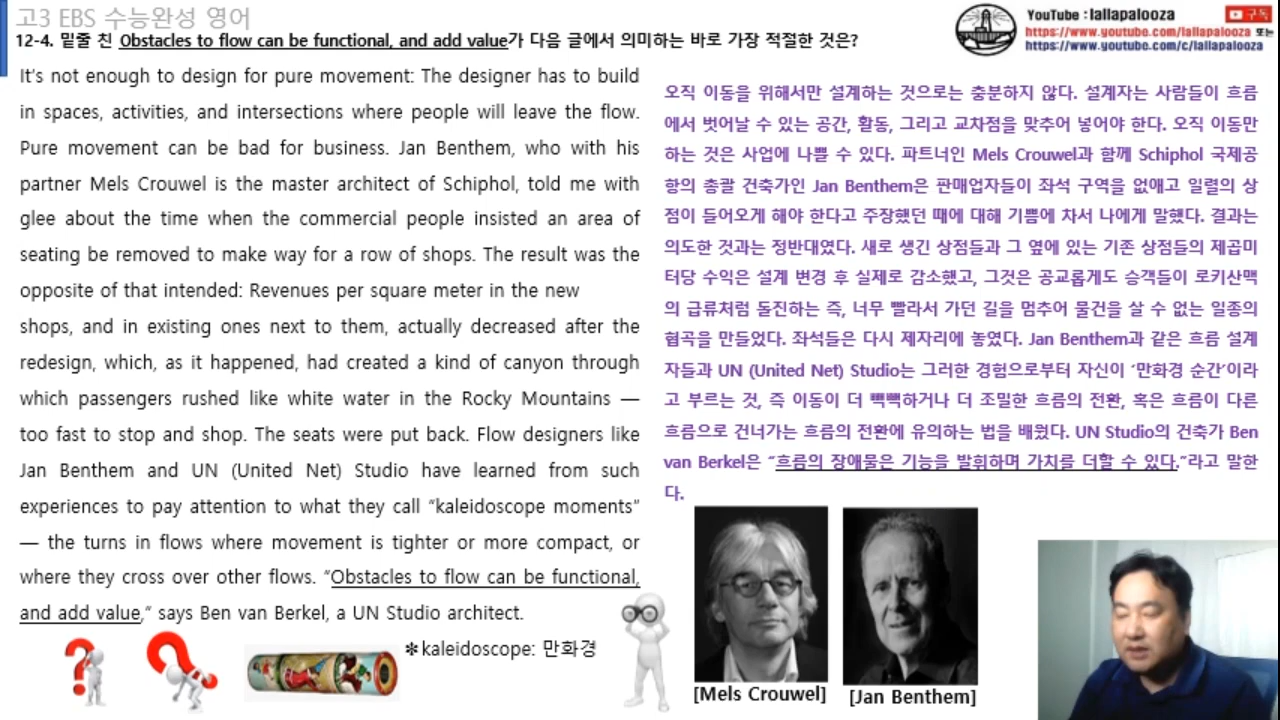 고3 EBS 수능완성 영어
12-4. 밑줄 친 Obstacles to flow can be functional, and add value가 다음 글에서 의미하는 바로 가장 적절한 것은?
YouTube : lallapalooza
구독
https://www.youtube.com/lallapalooza 또는
https://www.youtube.com/c/lallapalooza
It's not enough to design for pure movement: The designer has to build
in spaces, activities, and intersections where people will leave the flow.
Pure movement can be bad for business. Jan Benthem, who with his
partner Mels Crouwel is the master architect of Schiphol, told me with
glee about the time when the commercial people insisted an area of
seating be removed to make way for a row of shops. The result was the
opposite of that intended: Revenues per square meter in the new
shops, and in existing ones next to them, actually decreased after the
redesign, which, as it happened, had created a kind of canyon through
which passengers rushed like white water in the Rocky Mountains —
too fast to stop and shop. The seats were put back. Flow designers like
Jan Benthem and UN (United Net) Studio have learned from such
experiences to pay attention to what they call "kaleidoscope moments"
— the turns in flows where movement is tighter or more compact, or
where they cross over other flows. "Obstacles to flow can be functional,
and add value," says Ben van Berkel, a UN Studio architect.
＊kaleidoscope: 만화경
오직 이동을 위해서만 설계하는 것으로는 충분하지 않다. 설계자는 사람들이 흐름
에서 벗어날 수 있는 공간, 활동, 그리고 교차점을 맞추어 넣어야 한다. 오직 이동만
하는 것은 사업에 나쁠 수 있다. 파트너인 Mels Crouwel과 함께 Schiphol 국제공
항의 총괄 건축가인 Jan Benthem은 판매업자들이 좌석 구역을 없애고 일렬의 상
점이 들어오게 해야 한다고 주장했던 때에 대해 기쁨에 차서 나에게 말했다. 결과는
의도한 것과는 정반대였다. 새로 생긴 상점들과 그 옆에 있는 기존 상점들의 제곱미
터당 수익은 설계 변경 후 실제로 감소했고, 그것은 공교롭게도 승객들이 로키산맥
의 급류처럼 돌진하는 즉, 너무 빨라서 가던 길을 멈추어 물건을 살 수 없는 일종의
협곡을 만들었다. 좌석들은 다시 제자리에 놓였다. Jan Benthem과 같은 흐름 설계
자들과 UN (United Net) Studio는 그러한 경험으로부터 자신이 ‘만화경 순간’이라
고 부르는 것, 즉 이동이 더 빽빽하거나 더 조밀한 흐름의 전환, 혹은 흐름이 다른
흐름으로 건너가는 흐름의 전환에 유의하는 법을 배웠다. UN Studio의 건축가 Ben
van Berkel은 “흐름의 장애물은 기능을 발휘하며 가치를 더할 수 있다.”라고 말한
다.
[Mels Crouwel]
[Jan Benthem]